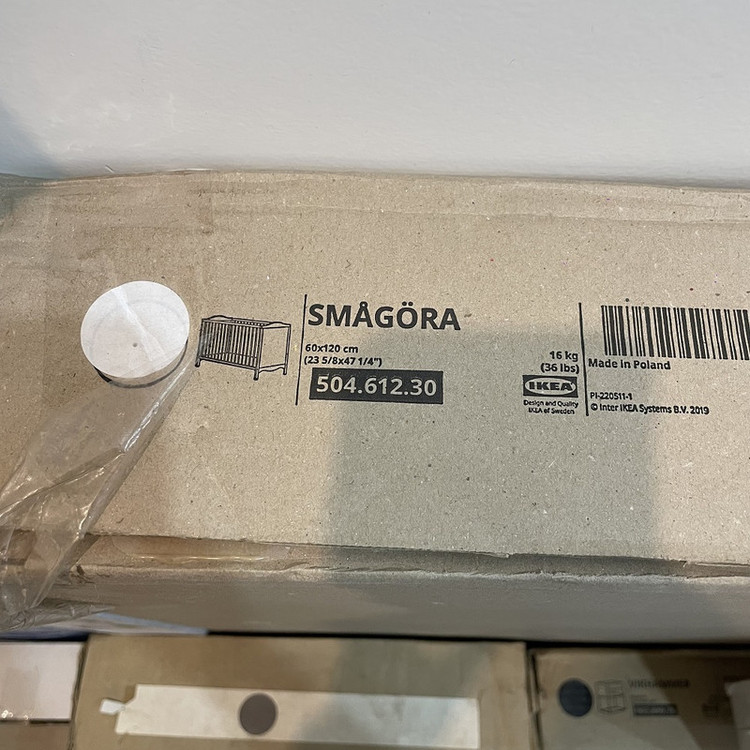 SMÅGÖRA
60x120 cm
(23 5/8x47 1/4")
504.612.30
16 kg
(36 lbs)
IKEA
Design and Quality
IKEA of Sweden
Made in Poland
PI-220511-1
© Inter IKEA Systems B.V. 2019